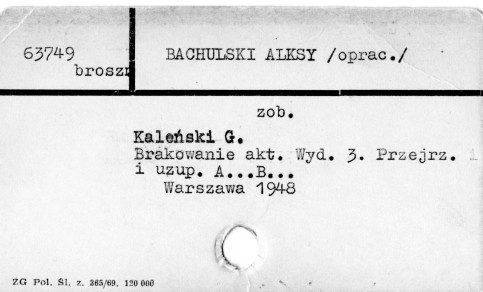 63749 BACHULSKI ALKSY /oprac./
broszn
zob.
Kaleński G.
Brakowanie akt. Wyd. 3. Przejrz. i
i uzup. A...B...
Warszawa 1948
ZG Pol. Sl. z. 365/69. 120 000